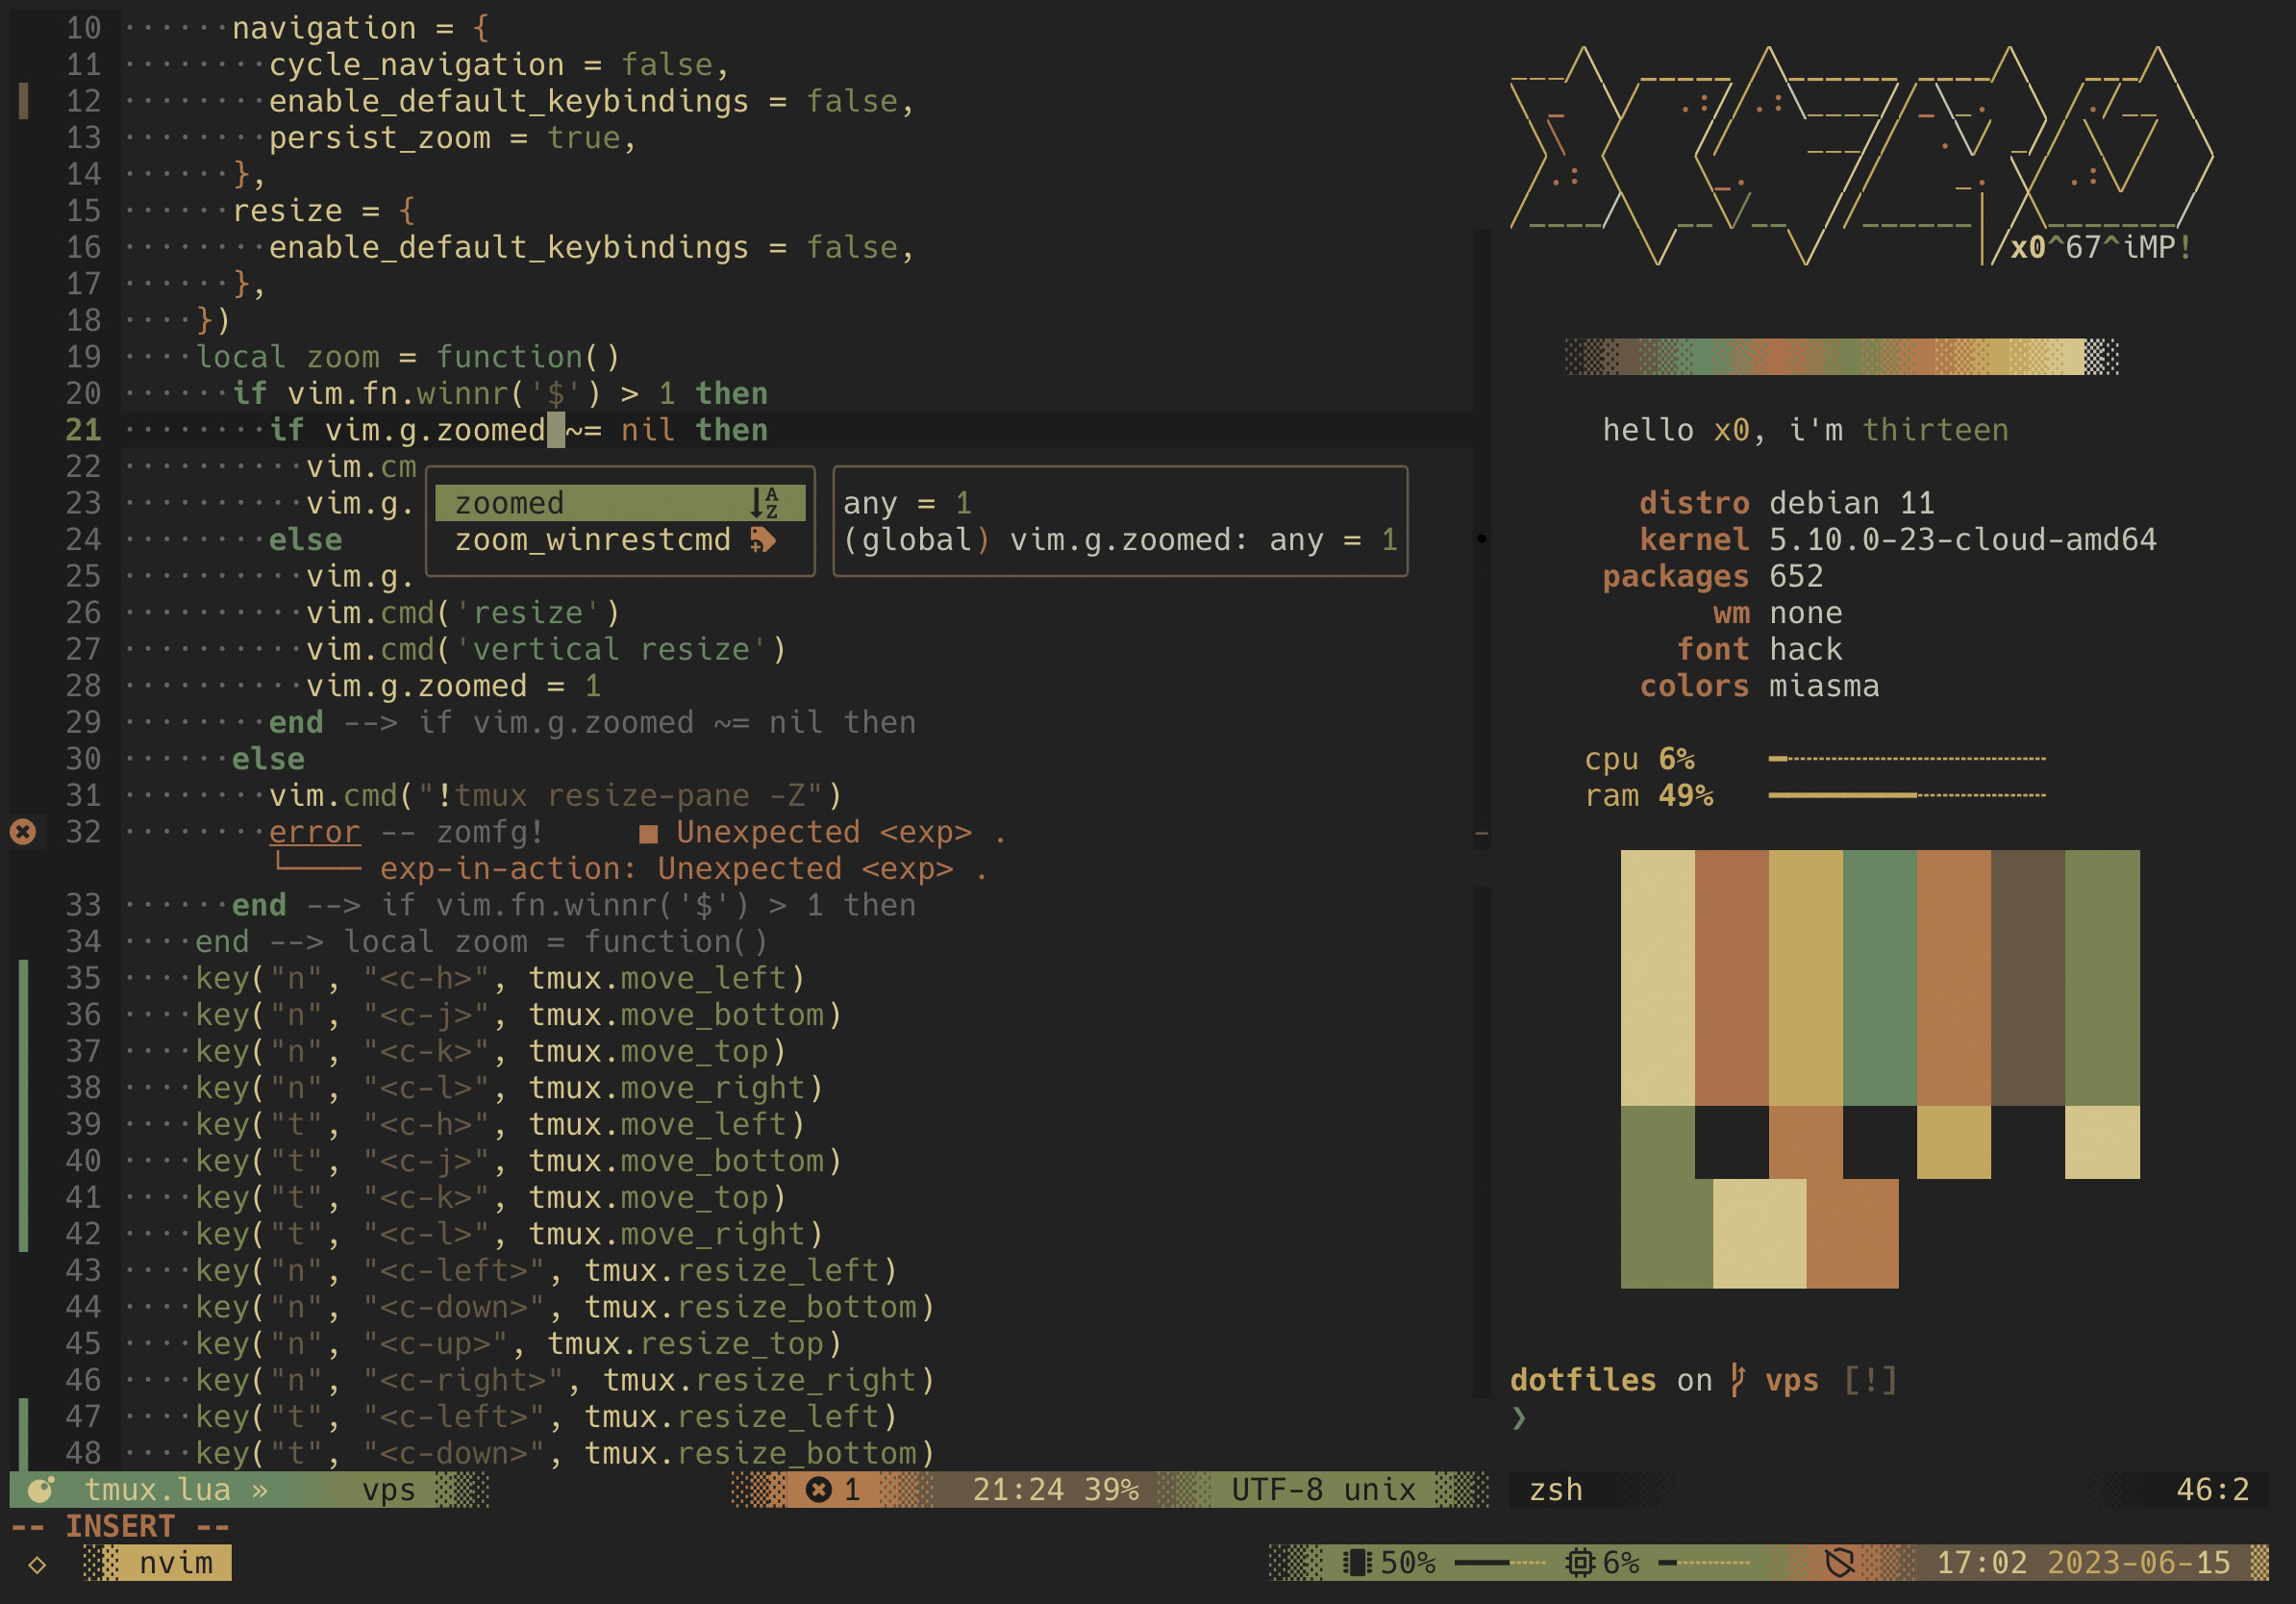 10 navigation = {
11 cycle_navigation = false,
12 enable_default_keybindings = false,
13 persist_zoom = true,
14 },
15 resize = {
16 enable_default_keybindings = false,
17 },
18 })
19 local zoom = function()
20 if vim.fn.winnr('$') > 1 then
21 if vim.g.zoomed ~= nil then
22 vim.cm
23 vim.g.
24 else
25 vim.g.
zoomed
zoom_winrestcmd
any = 1
(global) vim.g.zoomed: any = 1
26 vim.cmd('resize')
27 vim.cmd('vertical resize')
28 vim.g.zoomed = 1
29 end --> if vim.g.zoomed ~= nil then
30 else
31 vim.cmd("!tmux resize-pane -Z")
32 error -- zomfg! ■ Unexpected <exp> .
└──── exp-in-action: Unexpected <exp> .
33 end --> if vim.fn.winnr('$') > 1 then
34 end --> local zoom = function()
35 key("n", "<c-h>", tmux.move_left)
36 key("n", "<c-j>", tmux.move_bottom)
37 key("n", "<c-k>", tmux.move_top)
38 key("n", "<c-l>", tmux.move_right)
39 key("t", "<c-h>", tmux.move_left)
40 key("t", "<c-j>", tmux.move_bottom)
41 key("t", "<c-k>", tmux.move_top)
42 key("t", "<c-l>", tmux.move_right)
43 key("n", "<c-left>", tmux.resize_left)
44 key("n", "<c-down>", tmux.resize_bottom)
45 key("n", "<c-up>", tmux.resize_top)
46 key("n", "<c-right>", tmux.resize_right)
47 key("t", "<c-left>", tmux.resize_left)
48 key("t", "<c-down>", tmux.resize_bottom)
tmux.lua » vps 1 21:24 39% UTF-8 unix
-- INSERT --
x0^67^iMP!
hello x0, i'm thirteen
distro debian 11
kernel 5.10.0-23-cloud-amd64
packages 652
wm none
font hack
colors miasma
cpu 6%
ram 49%
dotfiles on vps [!]
❯
zsh 46:2
◇ nvim 50% 6% 17:02 2023-06-15